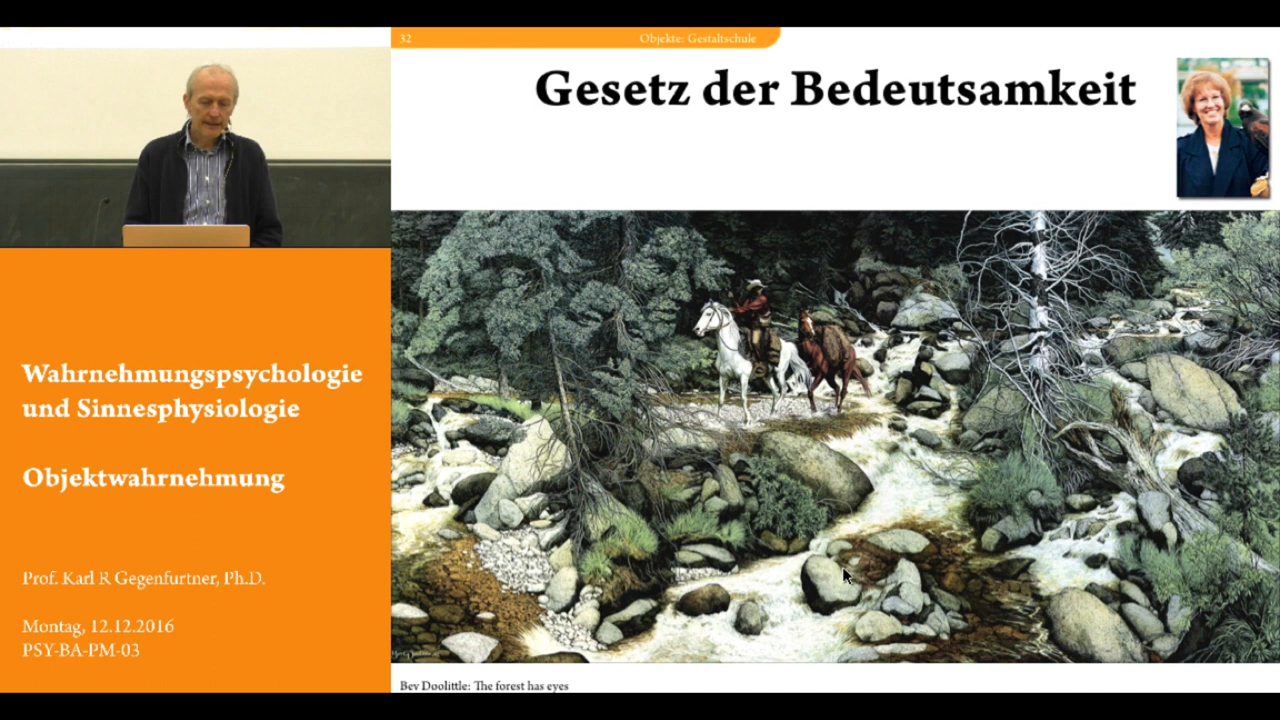 32
Objekte: Gestaltschule
Gesetz der Bedeutsamkeit
Wahrnehmungspsychologie
und Sinnesphysiologie
Objektwahrnehmung
Prof. Karl R Gegenfurtner, Ph.D.
Montag, 12.12.2016
PSY-BA-PM-03
Bev Doolittle: The forest has eyes